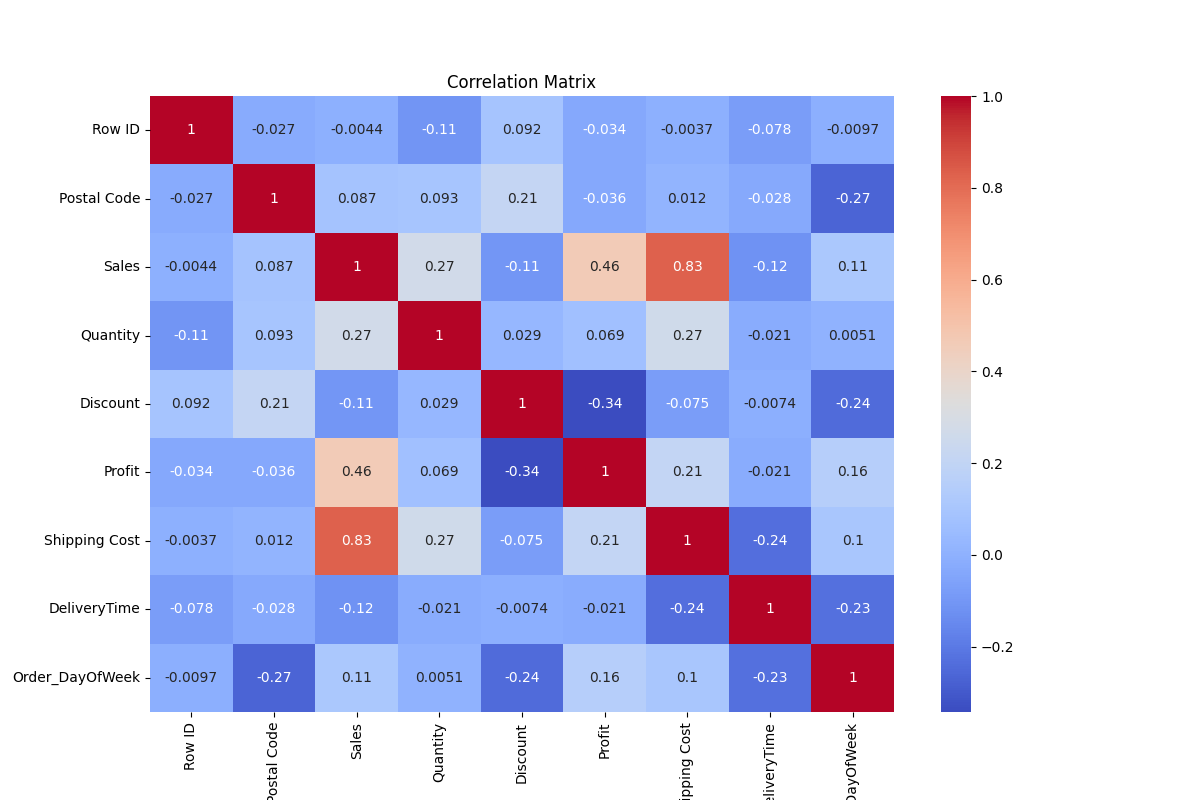 Correlation Matrix
Row ID 1 -0.027 -0.0044 -0.11 0.092 -0.034 -0.0037 -0.078 -0.0097
Postal Code -0.027 1 0.087 0.093 0.21 -0.036 0.012 -0.028 -0.27
Sales -0.0044 0.087 1 0.27 -0.11 0.46 0.83 -0.12 0.11
Quantity -0.11 0.093 0.27 1 0.029 0.069 0.27 -0.021 0.0051
Discount 0.092 0.21 -0.11 0.029 1 -0.34 -0.075 -0.0074 -0.24
Profit -0.034 -0.036 0.46 0.069 -0.34 1 0.21 -0.021 0.16
Shipping Cost -0.0037 0.012 0.83 0.27 -0.075 0.21 1 -0.24 0.1
DeliveryTime -0.078 -0.028 -0.12 -0.021 -0.0074 -0.021 -0.24 1 -0.23
Order_DayOfWeek -0.0097 -0.27 0.11 0.0051 -0.24 0.16 0.1 -0.23 1
Row ID
Postal Code
Sales
Quantity
Discount
Profit
ipping Cost
eliveryTime
DayOfWeek
1.0
0.8
0.6
0.4
0.2
0.0
−0.2